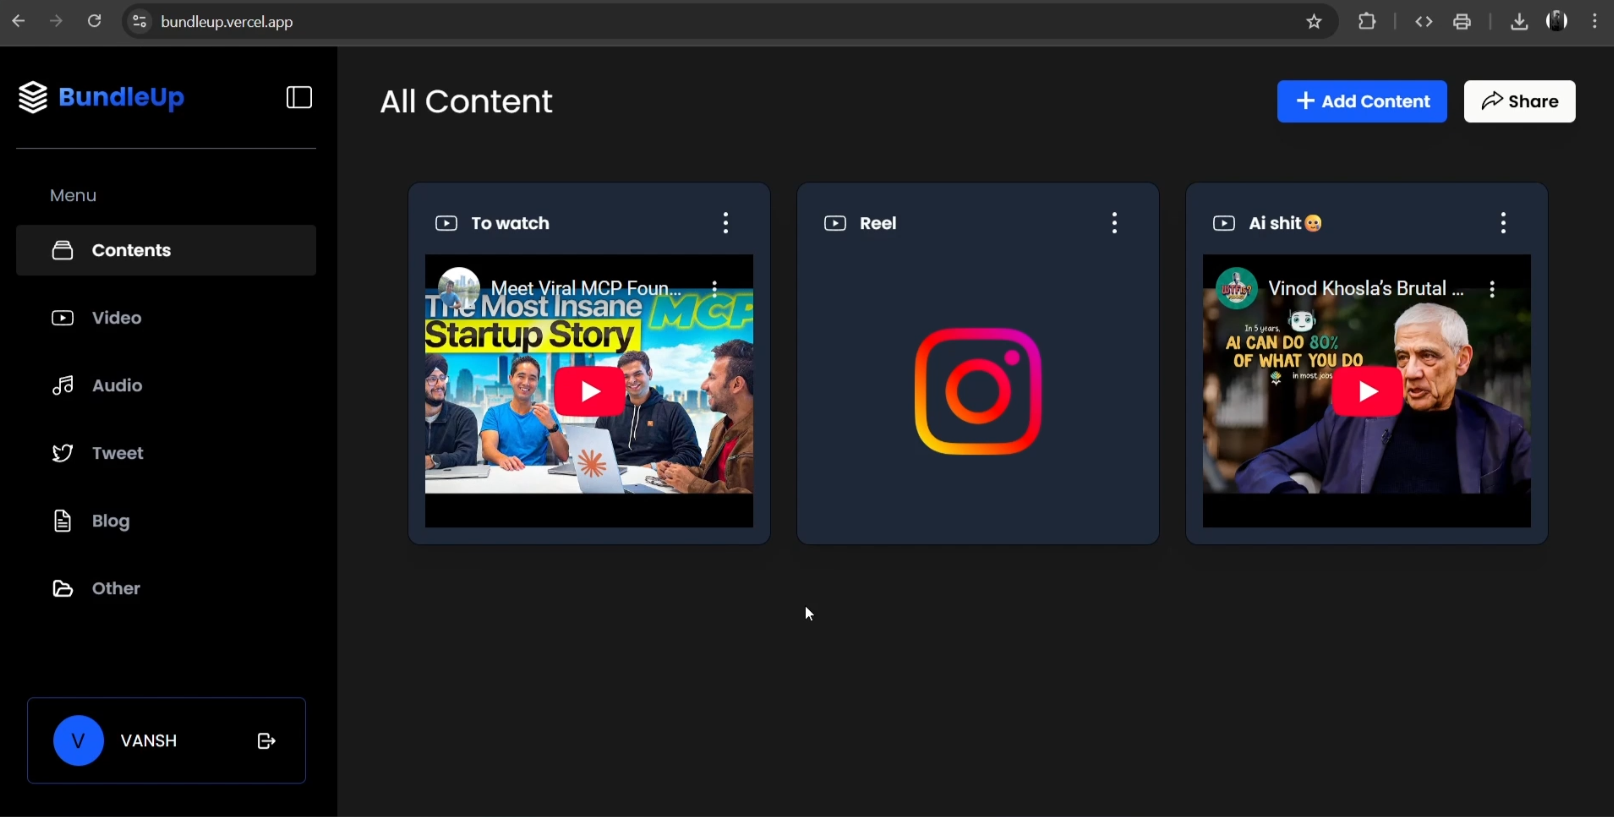 bundleup.vercel.app
BundleUp
Menu
Contents
Video
Audio
Tweet
Blog
Other
V
VANSH
All Content
+ Add Content
Share
To watch
Meet Viral MCP Foun...
The Most Insane
Startup Story
MCP
Reel
Ai shit🤐
Vinod Khosla’s Brutal ...
In 5 years,
AI CAN DO 80%
OF WHAT YOU DO
in most jobs